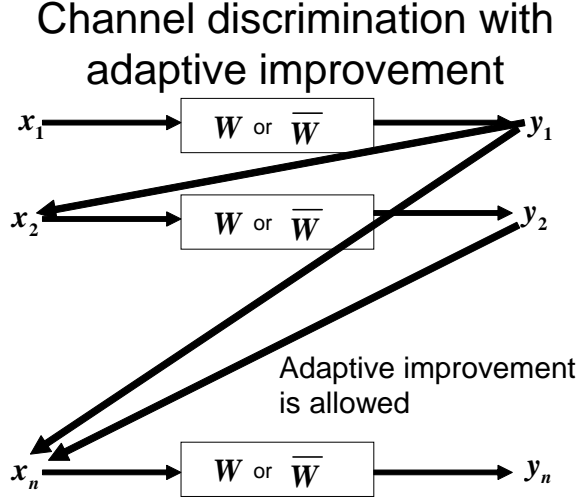 Channel discrimination with
adaptive improvement
x₁ W or W̅ y₁
x₂ W or W̅ y₂
Adaptive improvement
is allowed
xₙ W or W̅ yₙ